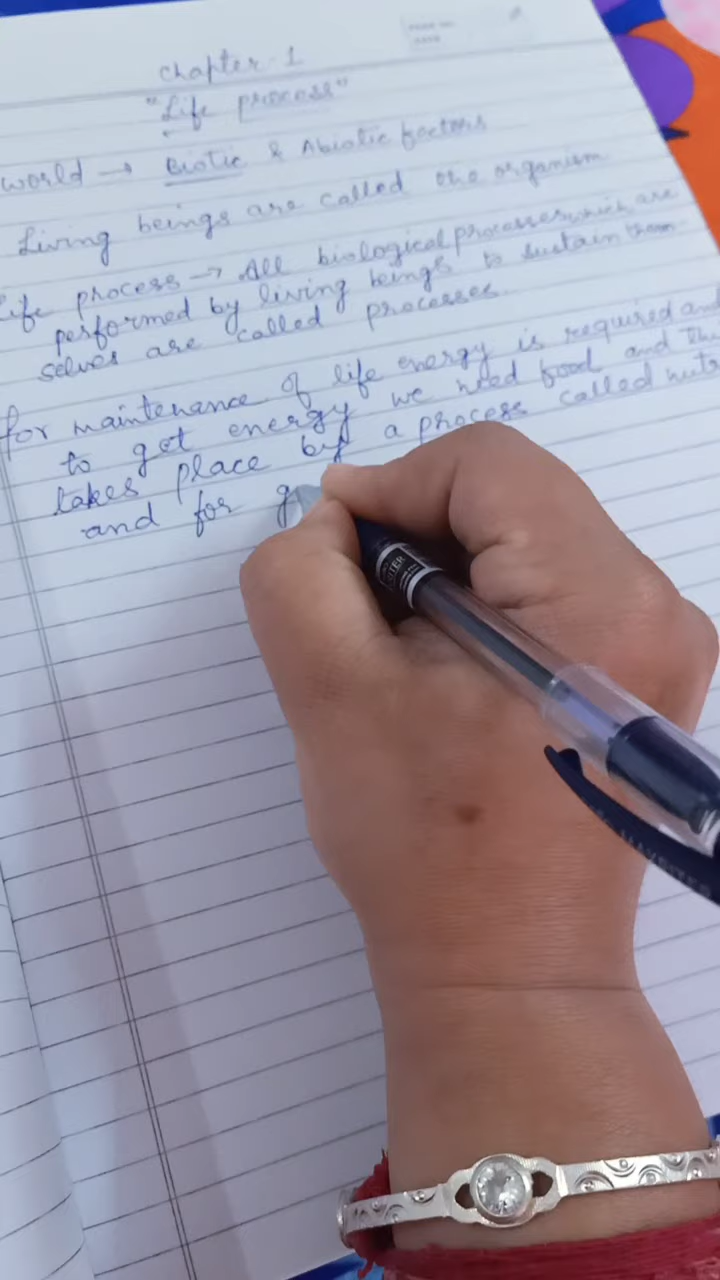 Chapter 1
"Life process"
World → Biotic & Abiotic factors
Living beings are called the organism
Life process → All biological processes which are
performed by living beings to sustain them
selves are called processes.
for maintenance of life energy is required and
to get energy we need food and
takes place by a process called
and for